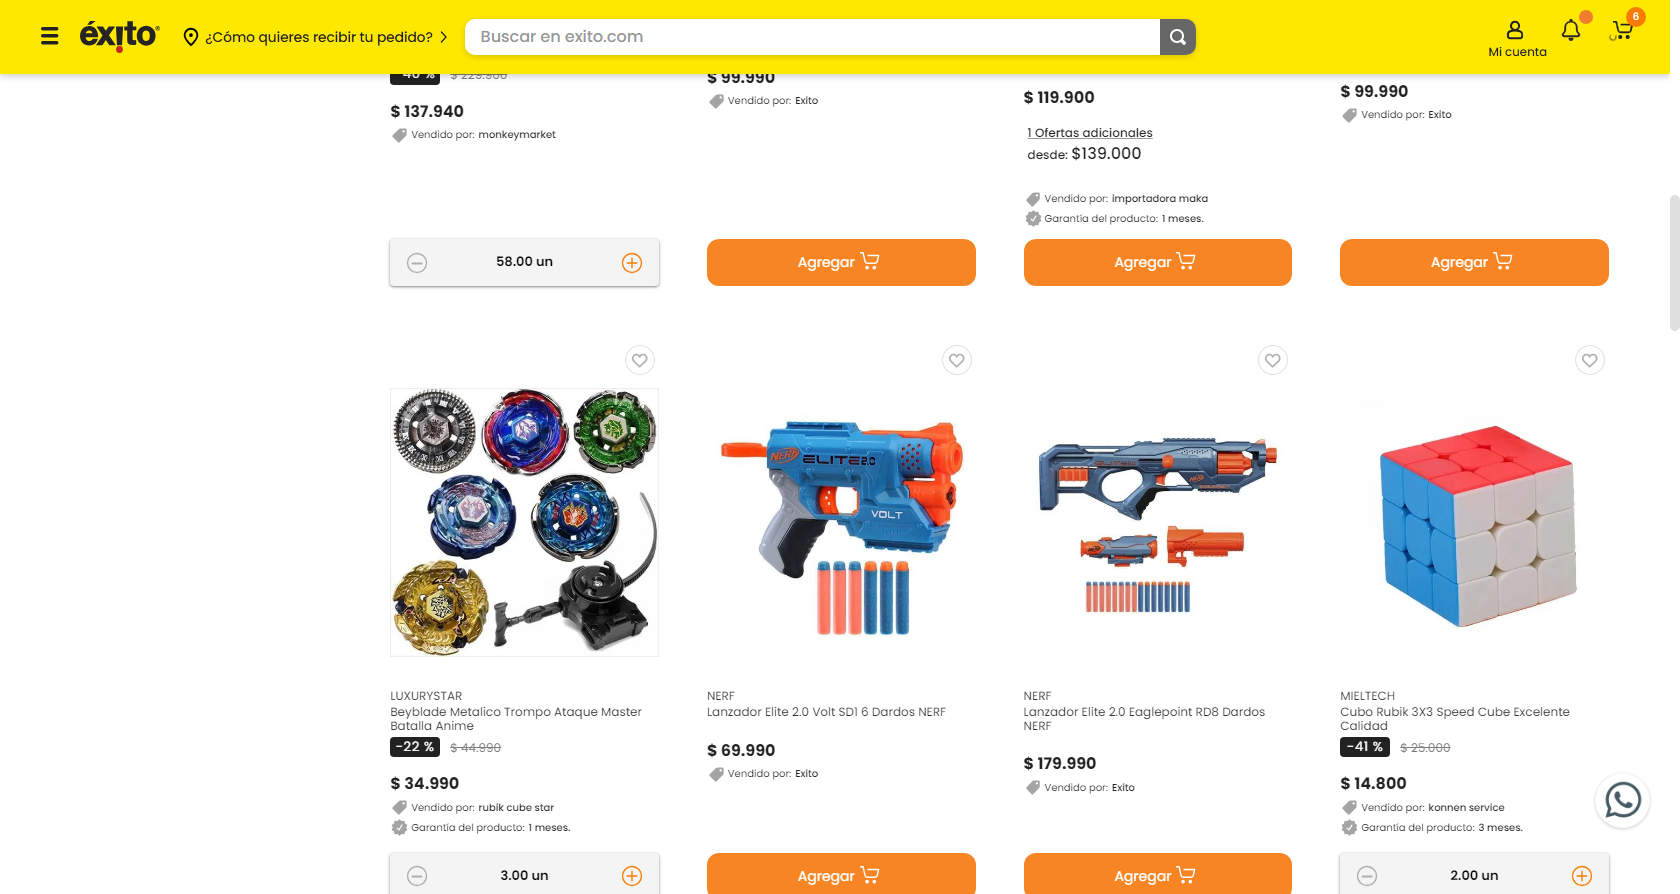 éxito
¿Cómo quieres recibir tu pedido?
Buscar en exito.com
Mi cuenta
6
-40 % $ 229.900
$ 137.940
Vendido por: monkeymarket
58.00 un
$ 99.990
Vendido por: Exito
Agregar
$ 119.900
1 Ofertas adicionales
desde: $139.000
Vendido por: importadora maka
Garantía del producto: 1 meses.
Agregar
$ 99.990
Vendido por: Exito
Agregar
LUXURYSTAR
Beyblade Metalico Trompo Ataque Master
Batalla Anime
-22 % $ 44.990
$ 34.990
Vendido por: rubik cube star
Garantía del producto: 1 meses.
3.00 un
NERF
ELITE 2.0
VOLT
NERF
Lanzador Elite 2.0 Volt SD1 6 Dardos NERF
$ 69.990
Vendido por: Exito
Agregar
NERF
Lanzador Elite 2.0 Eaglepoint RD8 Dardos
NERF
$ 179.990
Vendido por: Exito
Agregar
MIELTECH
Cubo Rubik 3X3 Speed Cube Excelente
Calidad
-41 % $ 25.000
$ 14.800
Vendido por: konnen service
Garantía del producto: 3 meses.
2.00 un